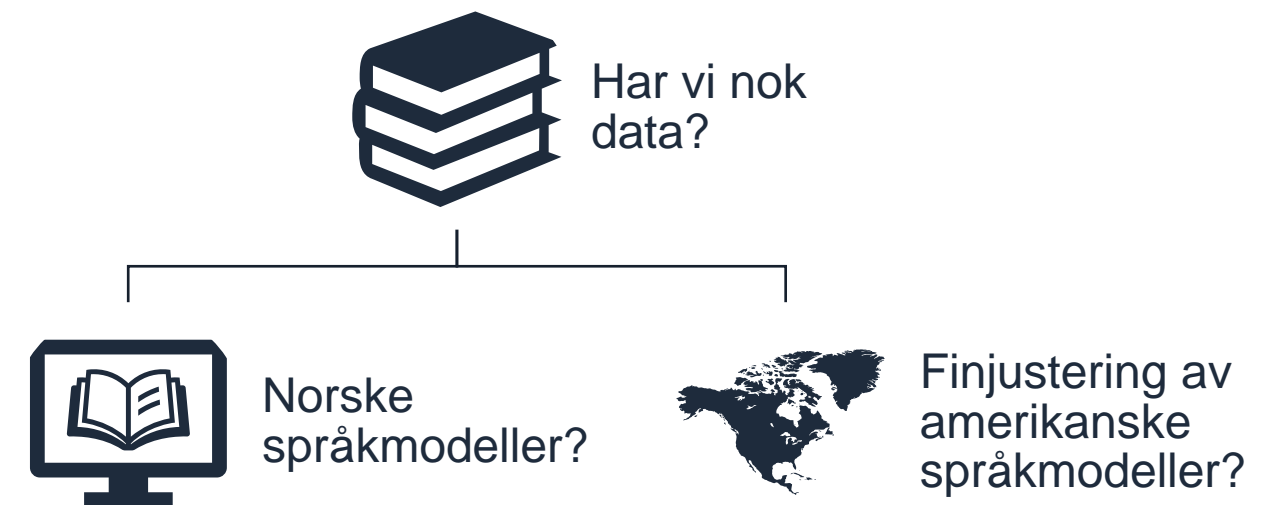 Har vi nok
data?
Norske
språkmodeller?
Finjustering av
amerikanske
språkmodeller?